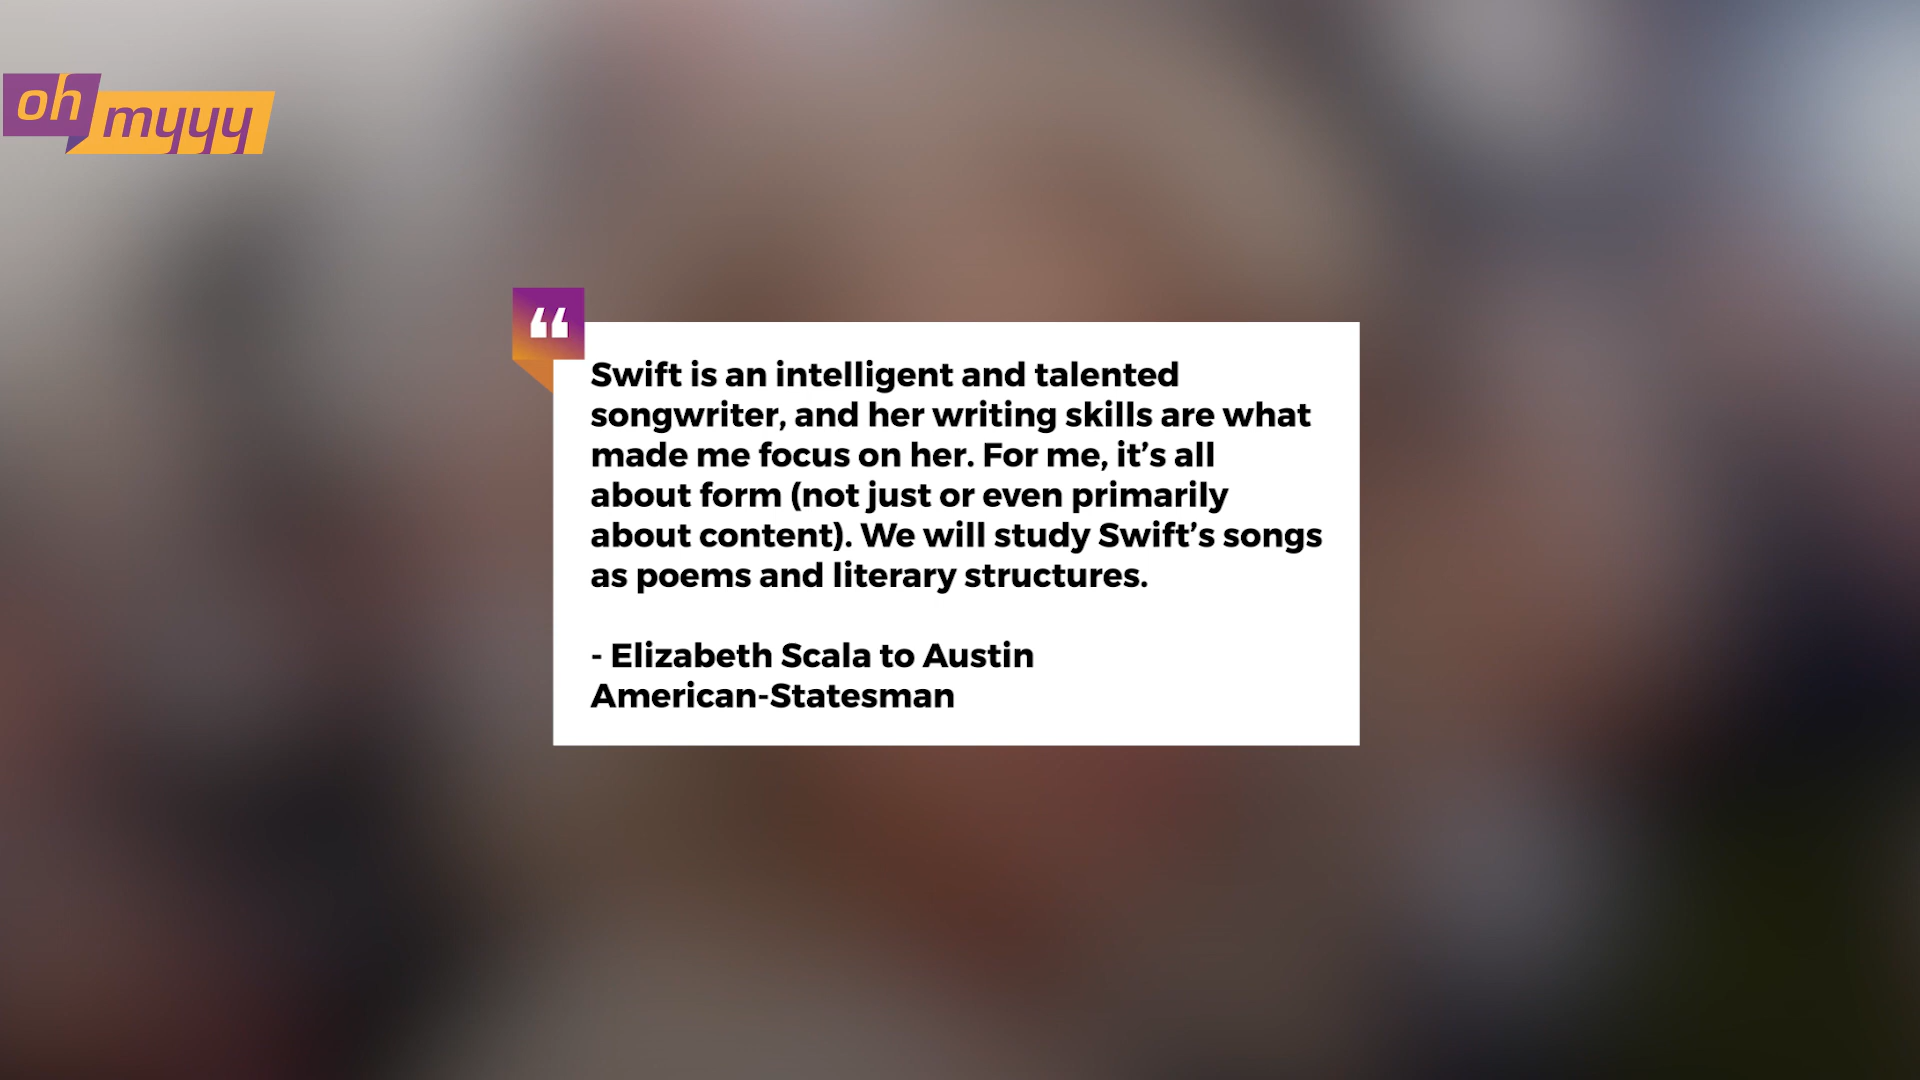 oh
myyy
“
Swift is an intelligent and talented
songwriter, and her writing skills are what
made me focus on her. For me, it’s all
about form (not just or even primarily
about content). We will study Swift’s songs
as poems and literary structures.
- Elizabeth Scala to Austin
American-Statesman